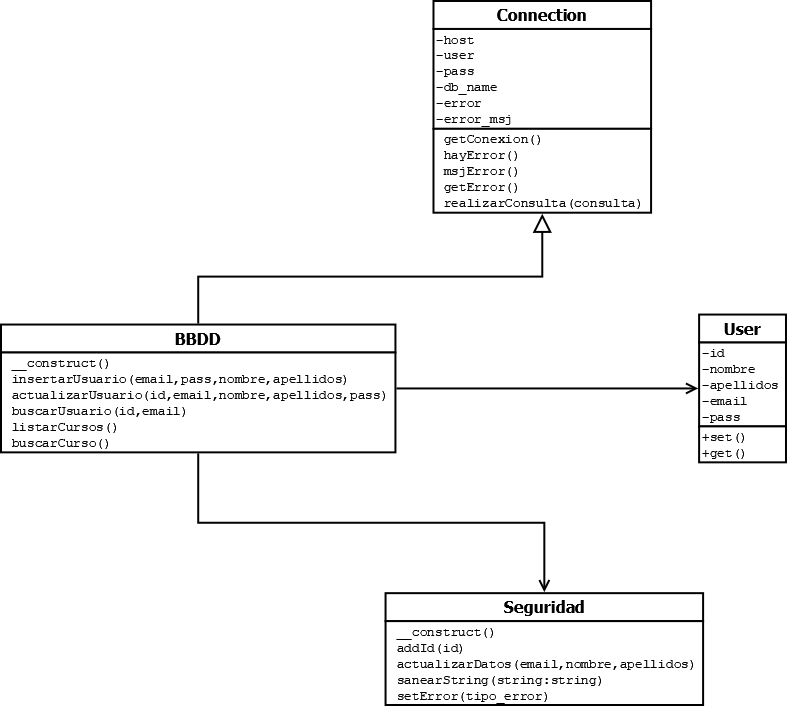 Connection
-host
-user
-pass
-db_name
-error
-error_msj
getConexion()
hayError()
msjError()
getError()
realizarConsulta(consulta)
BBDD
__construct()
insertarUsuario(email,pass,nombre,apellidos)
actualizarUsuario(id,email,nombre,apellidos,pass)
buscarUsuario(id,email)
listarCursos()
buscarCurso()
User
-id
-nombre
-apellidos
-email
-pass
+set()
+get()
Seguridad
__construct()
addId(id)
actualizarDatos(email,nombre,apellidos)
sanearString(string:string)
setError(tipo_error)